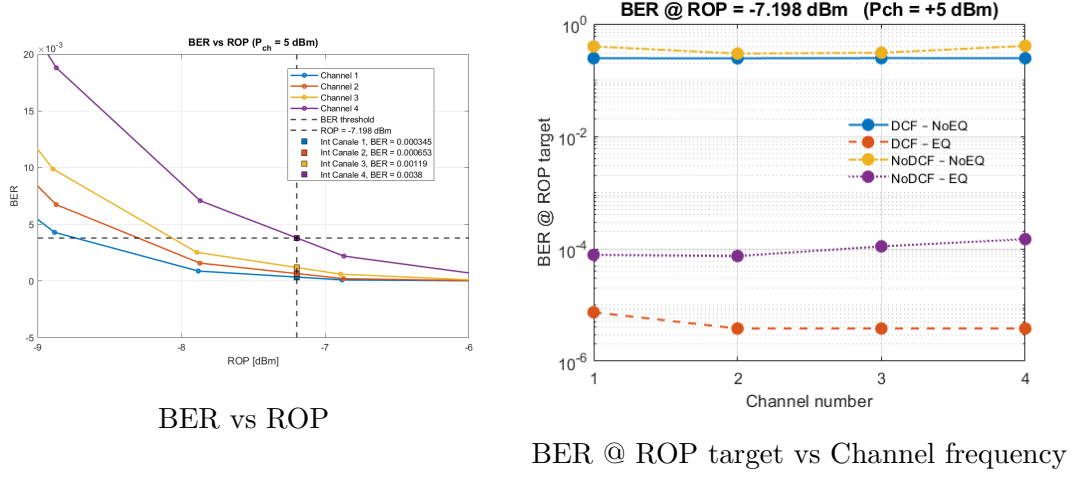 BER vs ROP (P_ch = 5 dBm)
×10^-3
20
15
10
5
0
-5
BER
-9
-8
-7
-6
ROP [dBm]
Channel 1
Channel 2
Channel 3
Channel 4
BER threshold
ROP = -7.198 dBm
Int Canale 1, BER = 0.000345
Int Canale 2, BER = 0.000653
Int Canale 3, BER = 0.00119
Int Canale 4, BER = 0.0038
BER vs ROP
BER @ ROP = -7.198 dBm (Pch = +5 dBm)
10^0
10^-2
10^-4
10^-6
BER @ ROP target
1
2
3
4
Channel number
DCF – NoEQ
DCF – EQ
NoDCF – NoEQ
NoDCF – EQ
BER @ ROP target vs Channel frequency